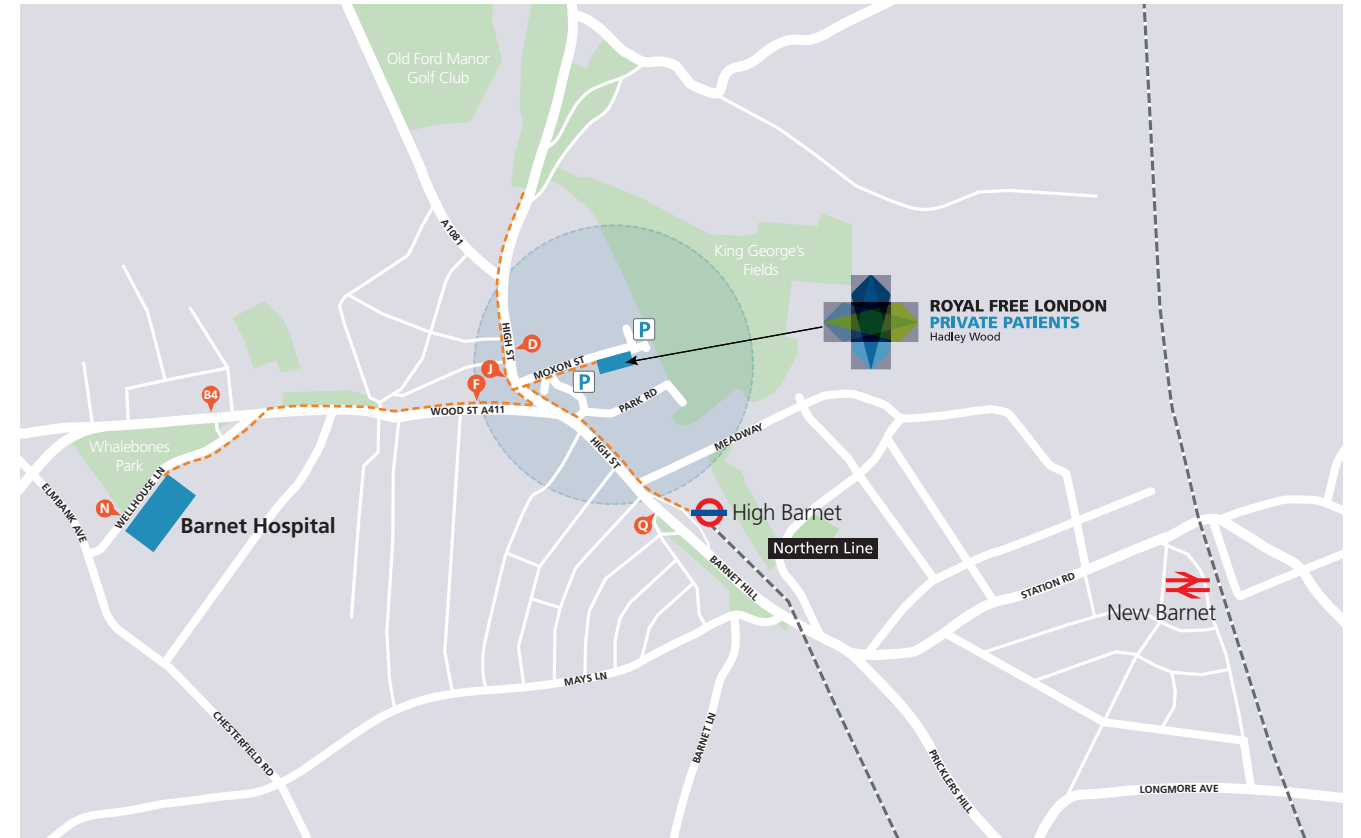 Old Ford Manor
Golf Club
A1081
King George's
Fields
ROYAL FREE LONDON
PRIVATE PATIENTS
Hadley Wood
HIGH ST
D
P
J
MOXON ST
F
P
B4
WOOD ST A411
PARK RD
Whalebones
Park
HIGH ST
MEADWAY
ELMBANK AVE
WELLHOUSE LN
N
Barnet Hospital
Q
High Barnet
Northern Line
BARNET HILL
STATION RD
New Barnet
MAYS LN
CHESTERFIELD RD
BARNET LN
PRICKLERS HILL
LONGMORE AVE